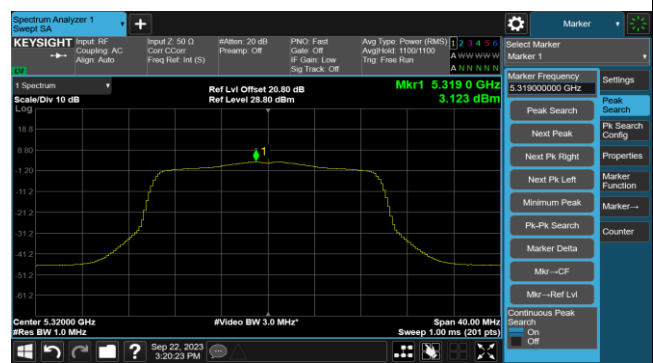 Spectrum Analyzer 1
Swept SA
Marker
KEYSIGHT
Input: RF
Coupling: AC
Align: Auto
Input Z: 50 Ω
Corr CCorr
Freq Ref: Int (S)
#Atten: 20 dB
Preamp: Off
PNO: Fast
Gate: Off
IF Gain: Low
Sig Track: Off
Avg Type: Power (RMS)
Avg|Hold: 1100/1100
Trig: Free Run
1 2 3 4 5 6
A W W W W W
A N N N N N
LVI
Select Marker
Marker 1
1 Spectrum
Scale/Div 10 dB
Log
Ref Lvl Offset 20.80 dB
Ref Level 28.80 dBm
Mkr1 5.319 0 GHz
3.123 dBm
18.8
8.80
-1.20
-11.2
-21.2
-31.2
-41.2
-51.2
-61.2
1
Center 5.32000 GHz
#Res BW 1.0 MHz
#Video BW 3.0 MHz*
Span 40.00 MHz
Sweep 1.00 ms (201 pts)
Marker Frequency
5.319000000 GHz
Peak Search
Next Peak
Next Pk Right
Next Pk Left
Minimum Peak
Pk-Pk Search
Marker Delta
Mkr→CF
Mkr→Ref Lvl
Continuous Peak
Search
On
Off
Settings
Peak
Search
Pk Search
Config
Properties
Marker
Function
Marker→
Counter
?
Sep 22, 2023
3:20:23 PM